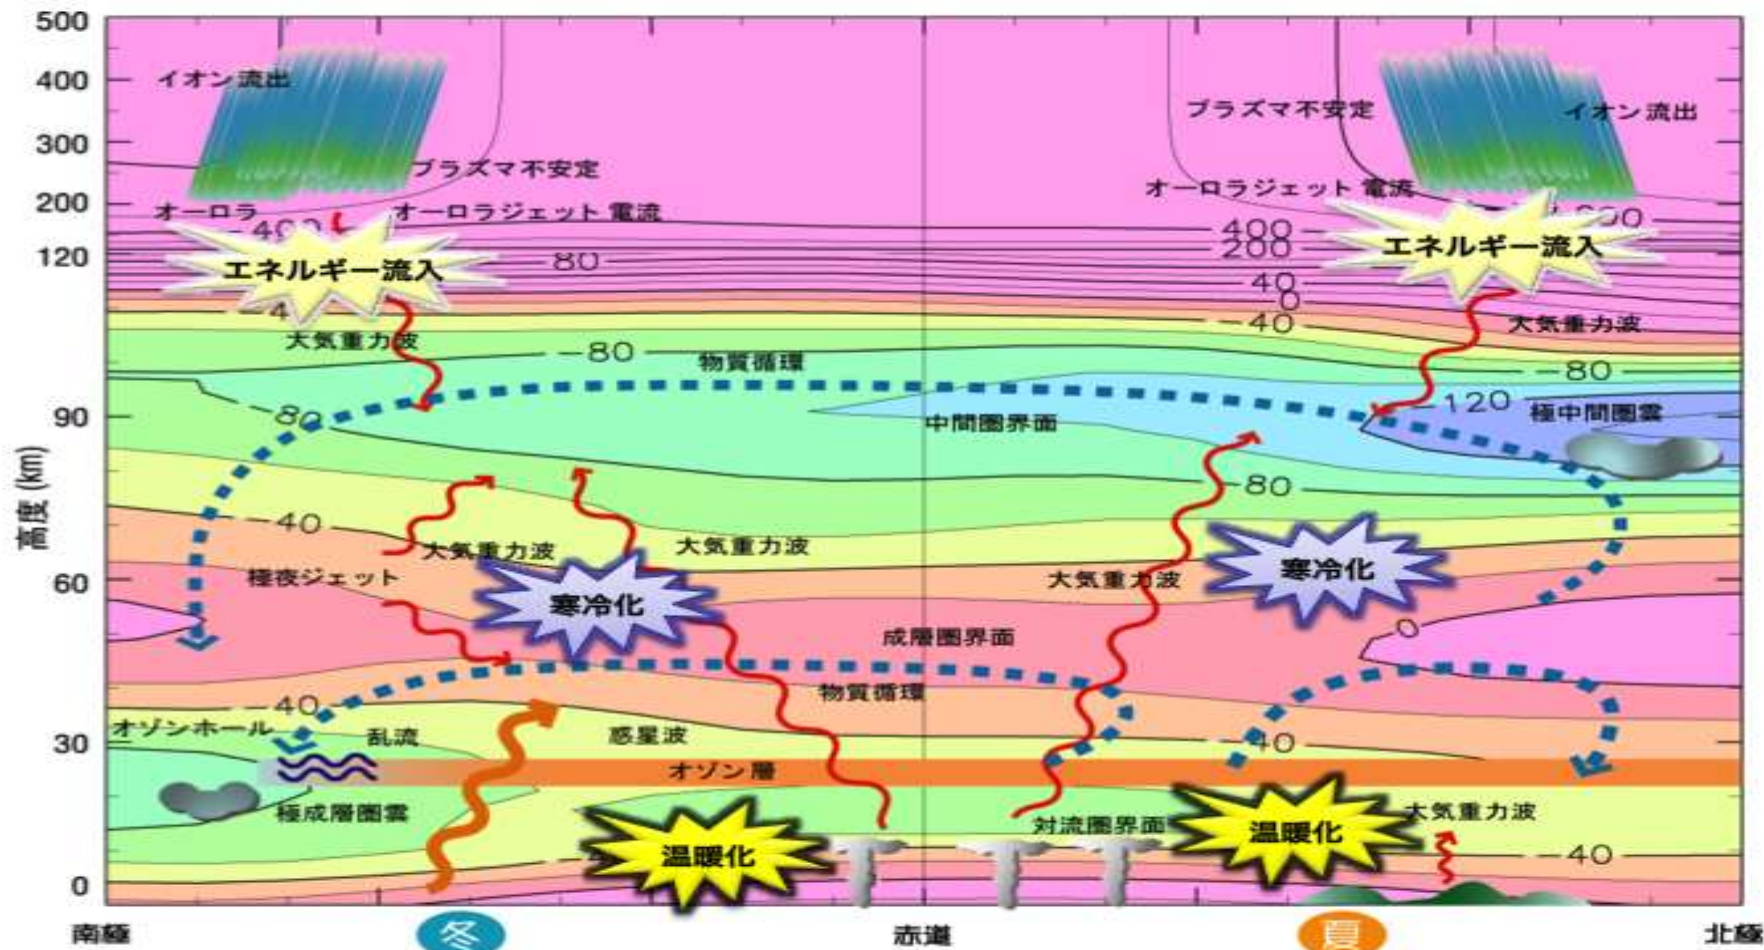 500
400
300
200
120
90
60
30
0
高度 (km)
イオン流出
プラズマ不安定
オーロラ
オーロラジェット電流
エネルギー流入
プラズマ不安定
イオン流出
オーロラジェット電流
エネルギー流入
400
200
80
40
0
-40
大気重力波
大気重力波
-80
物質循環
-80
-80
中間圏界面
-120
極中間圏雲
-80
-40
大気重力波
大気重力波
大気重力波
寒冷化
寒冷化
極夜ジェット
成層圏界面
0
物質循環
-40
オゾンホール
乱流
惑星波
-40
オゾン層
極成層圏雲
対流圏界面
大気重力波
温暖化
温暖化
-40
南極
冬
赤道
夏
北極